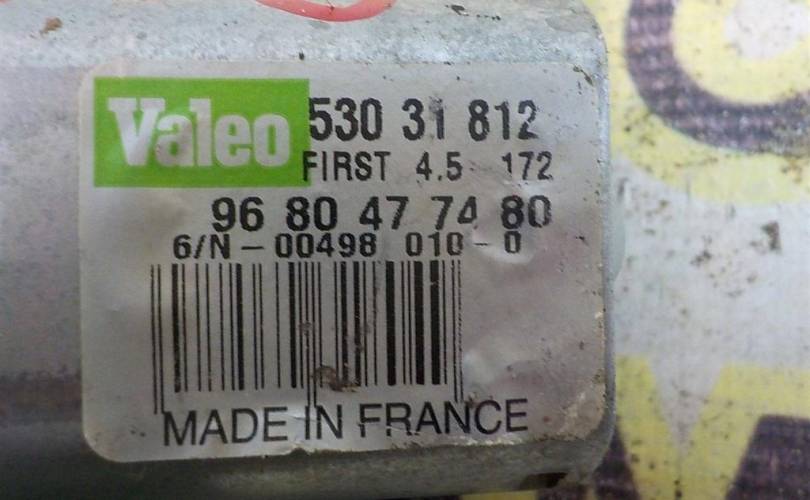 Valeo 530 31 812
FIRST 4.5 172
96 80 47 74 80
6/N - 00498 010 - 0
MADE IN FRANCE